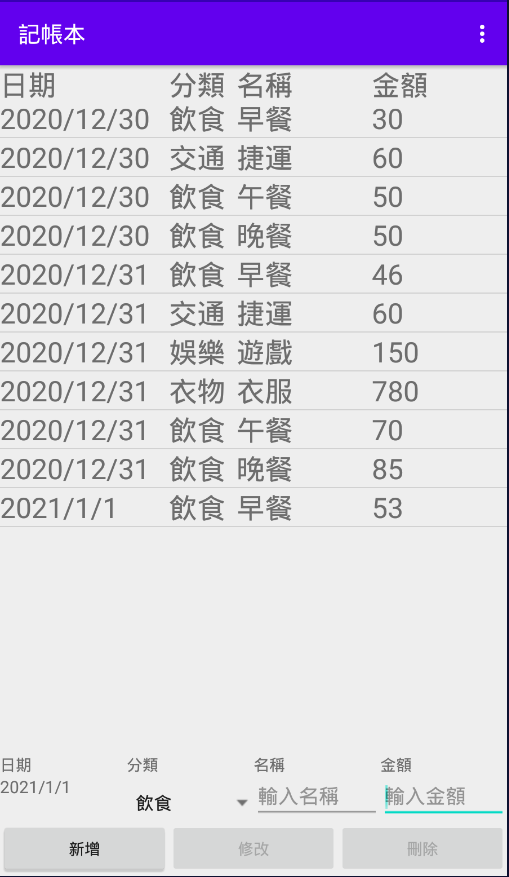 記帳本
日期 分類 名稱 金額
2020/12/30 飲食 早餐 30
2020/12/30 交通 捷運 60
2020/12/30 飲食 午餐 50
2020/12/30 飲食 晚餐 50
2020/12/31 飲食 早餐 46
2020/12/31 交通 捷運 60
2020/12/31 娛樂 遊戲 150
2020/12/31 衣物 衣服 780
2020/12/31 飲食 午餐 70
2020/12/31 飲食 晚餐 85
2021/1/1 飲食 早餐 53
日期 分類 名稱 金額
2021/1/1 飲食 輸入名稱 輸入金額
新增 修改 刪除